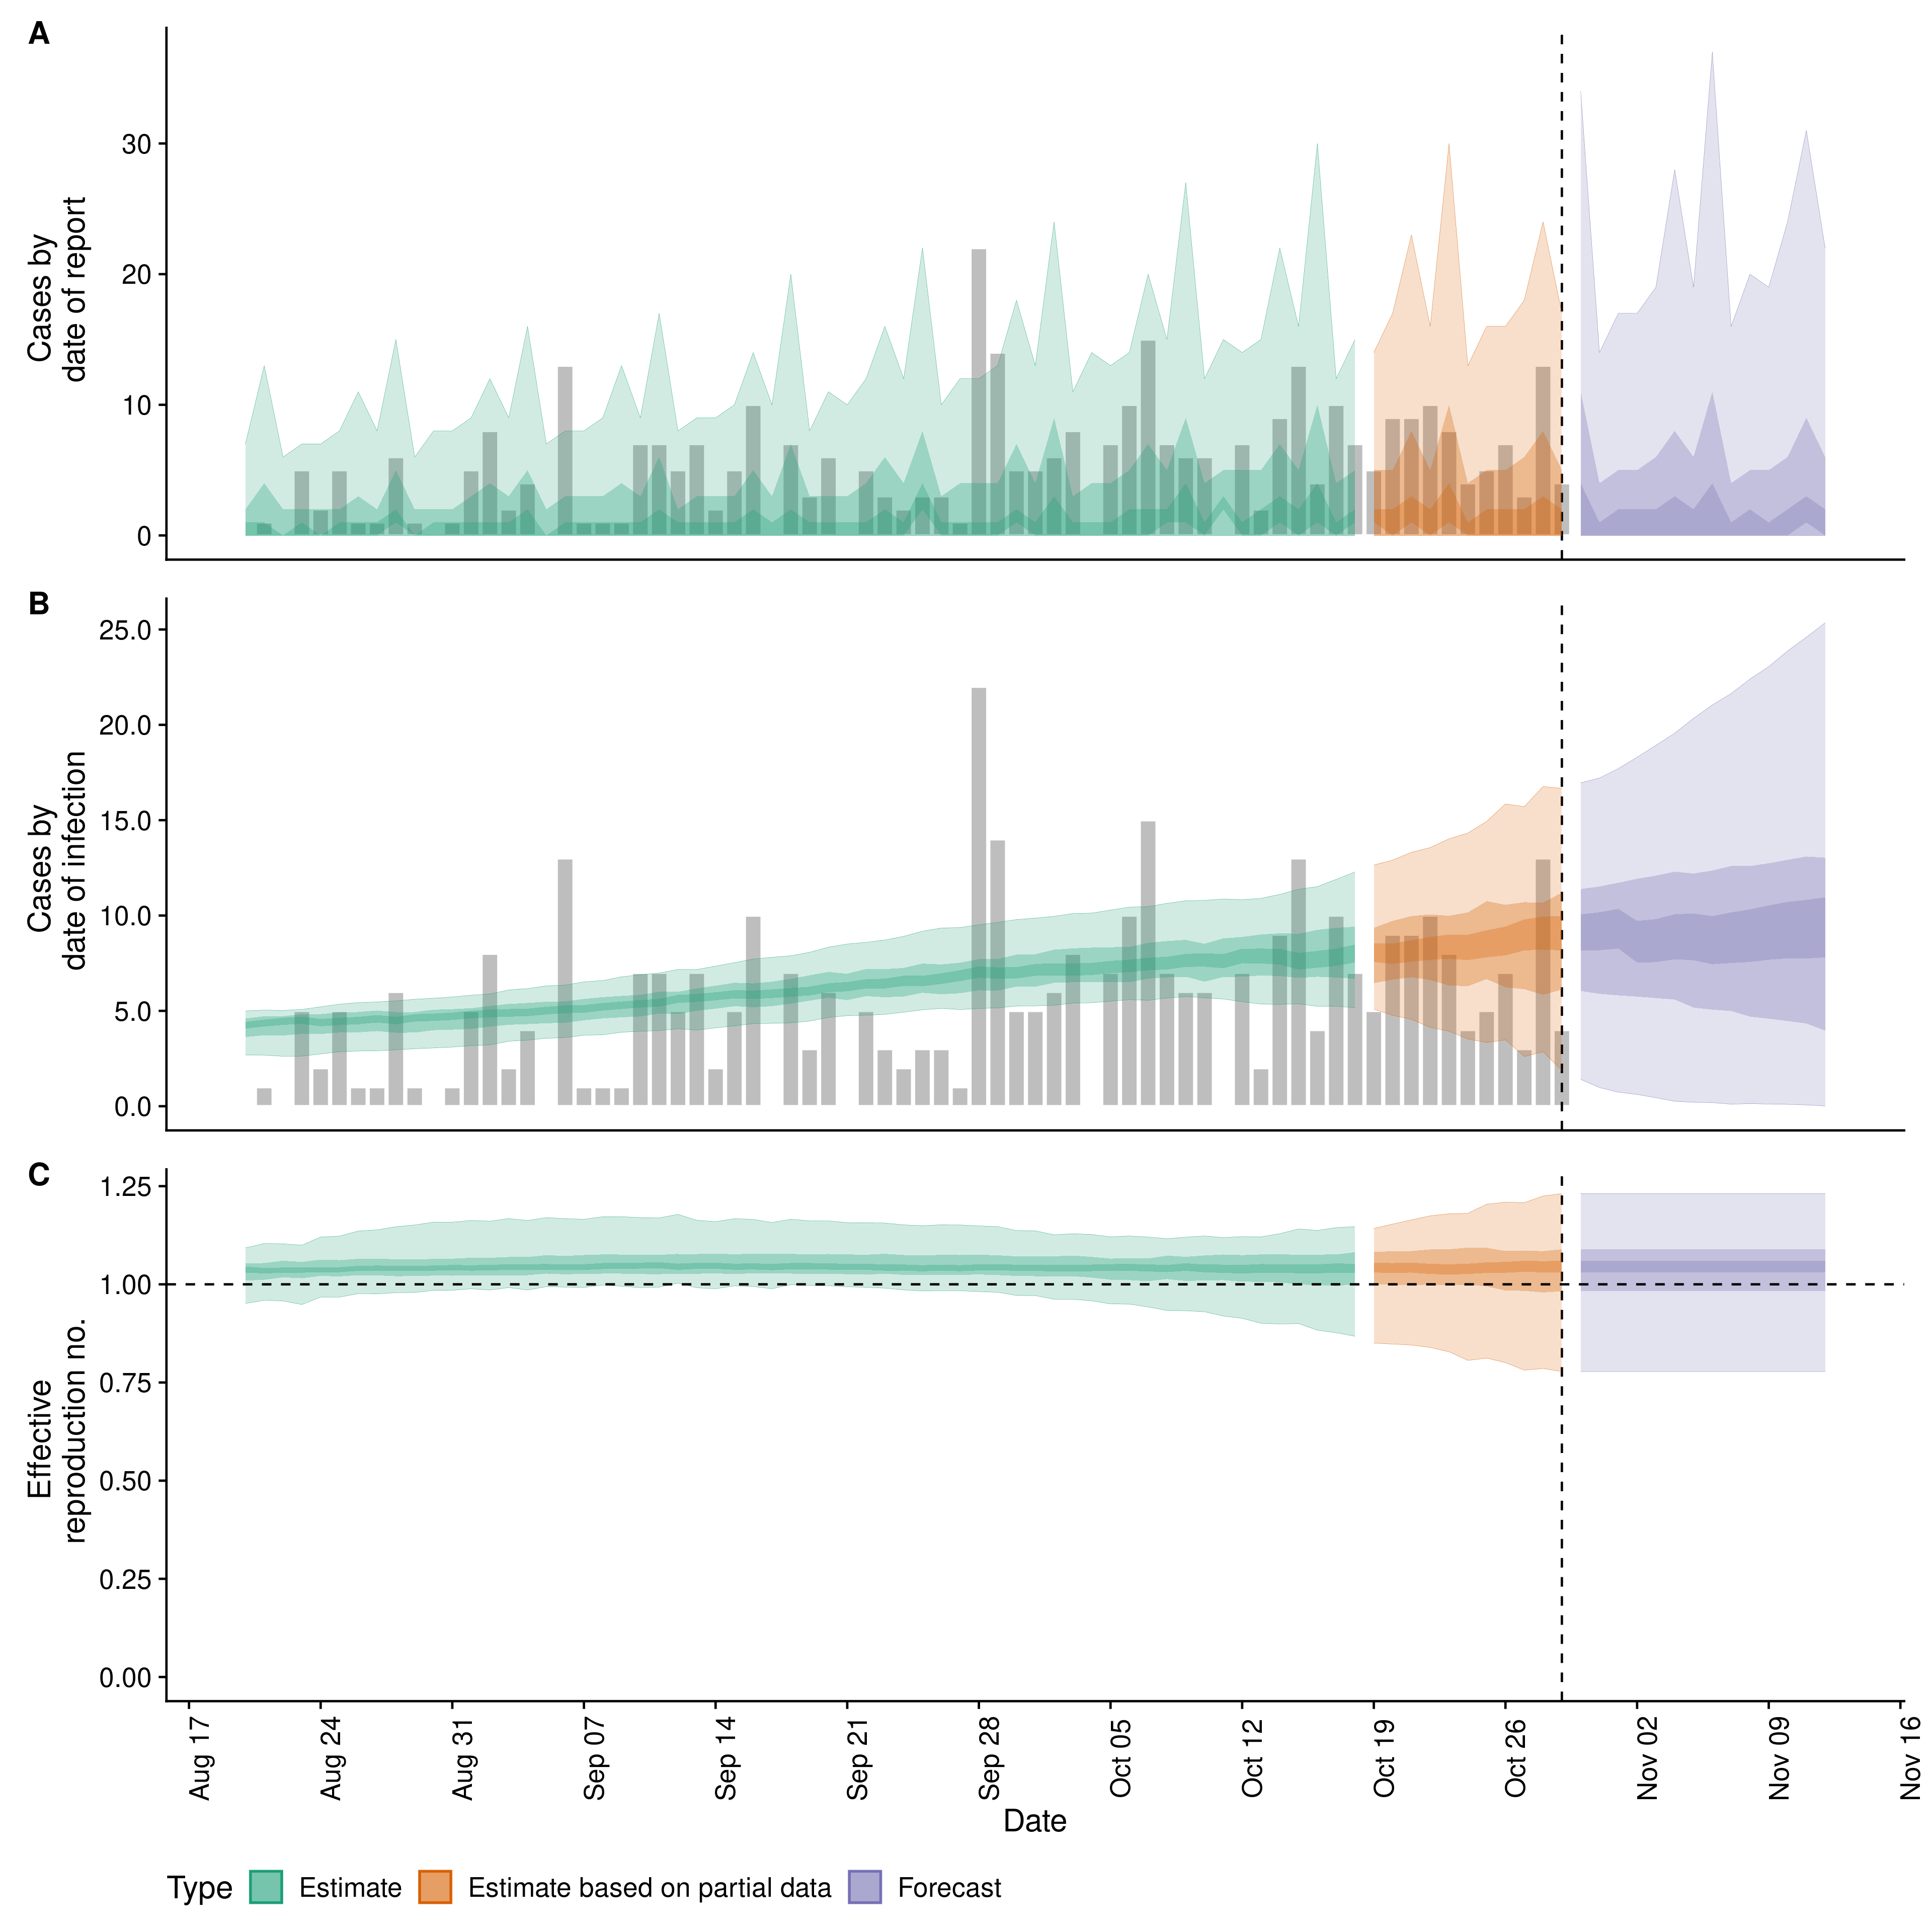 A
Cases by
date of report
30
20
10
0
B
Cases by
date of infection
25.0
20.0
15.0
10.0
5.0
0.0
C
Effective
reproduction no.
1.25
1.00
0.75
0.50
0.25
0.00
Aug 17
Aug 24
Aug 31
Sep 07
Sep 14
Sep 21
Sep 28
Oct 05
Oct 12
Oct 19
Oct 26
Nov 02
Nov 09
Nov 16
Date
Type Estimate Estimate based on partial data Forecast